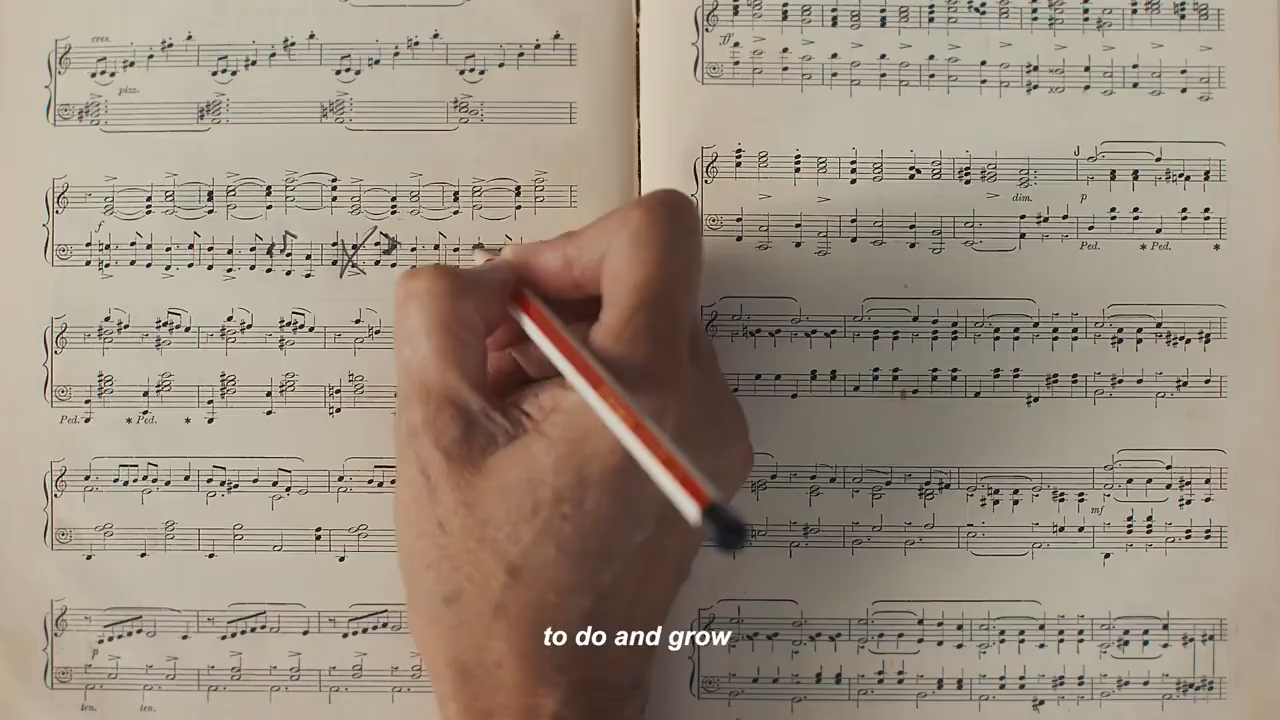 cres.
pizz.
f
Ped. * Ped. *
p
ten. ten.
ff
J
dim. p
Ped. * Ped. *
mf
to do and grow